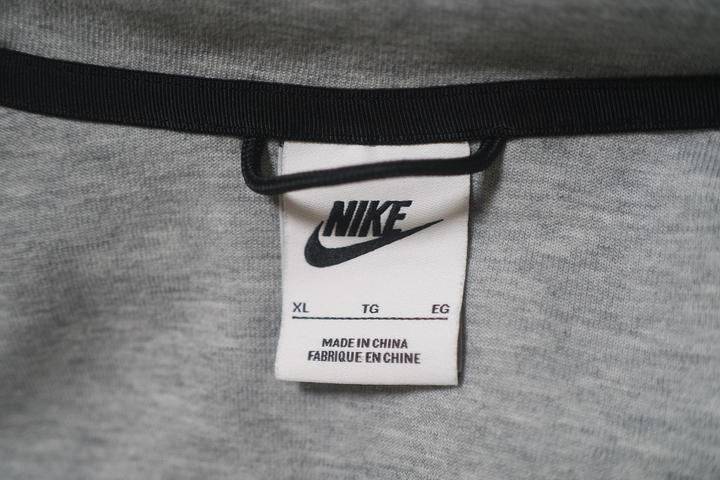 NIKE
XL TG EG
MADE IN CHINA
FABRIQUE EN CHINE